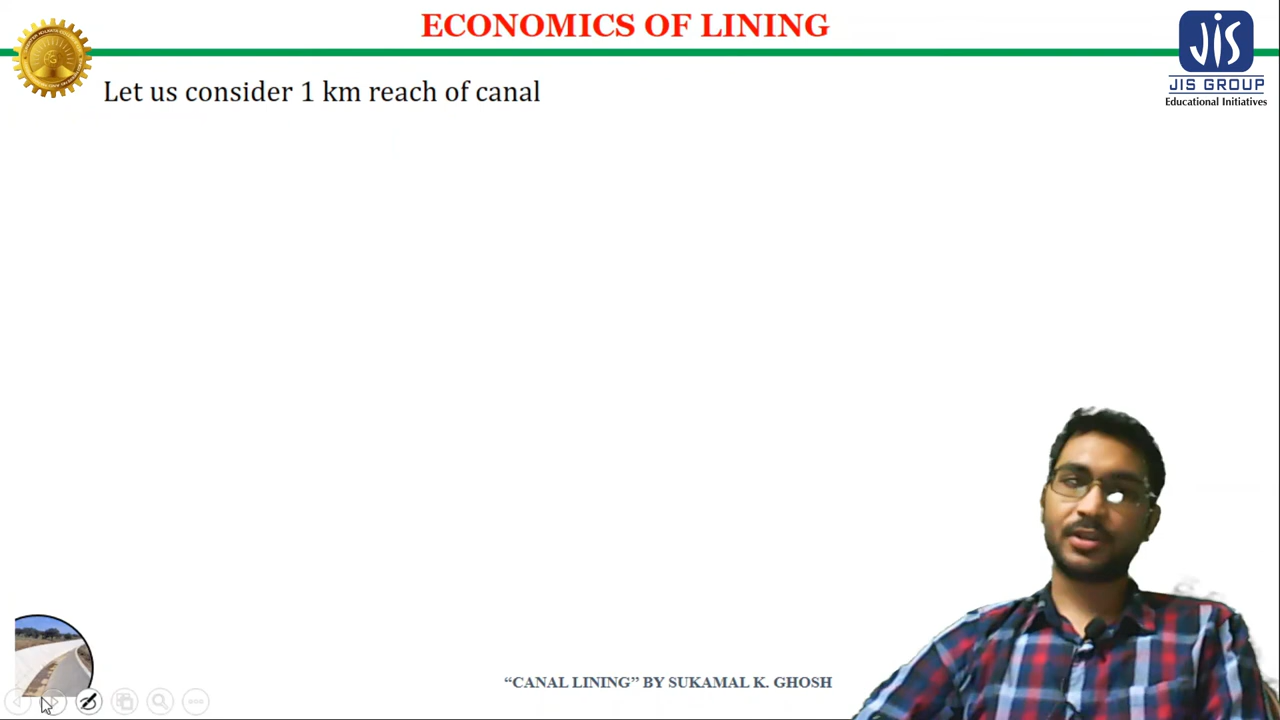 ECONOMICS OF LINING
JIS
JIS GROUP
Educational Initiatives
Let us consider 1 km reach of canal
“CANAL LINING” BY SUKAMAL K. GHOSH